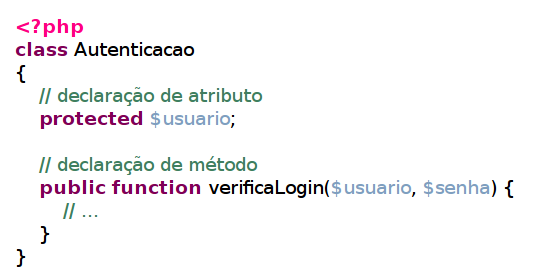 <?php
class Autenticacao
{
// declaração de atributo
protected $usuario;
// declaração de método
public function verificaLogin($usuario, $senha) {
// ...
}
}